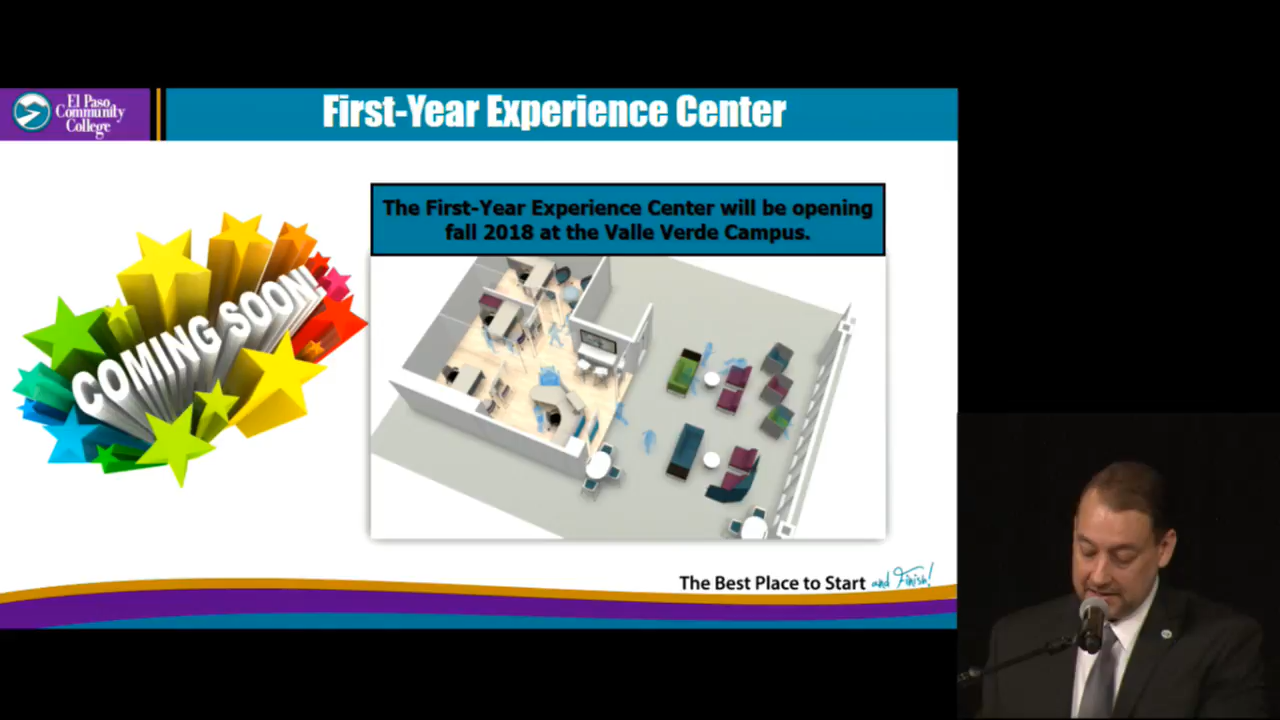 El Paso
Community
College
First-Year Experience Center
The First-Year Experience Center will be opening
fall 2018 at the Valle Verde Campus.
COMING SOON!
The Best Place to Start and Finish!